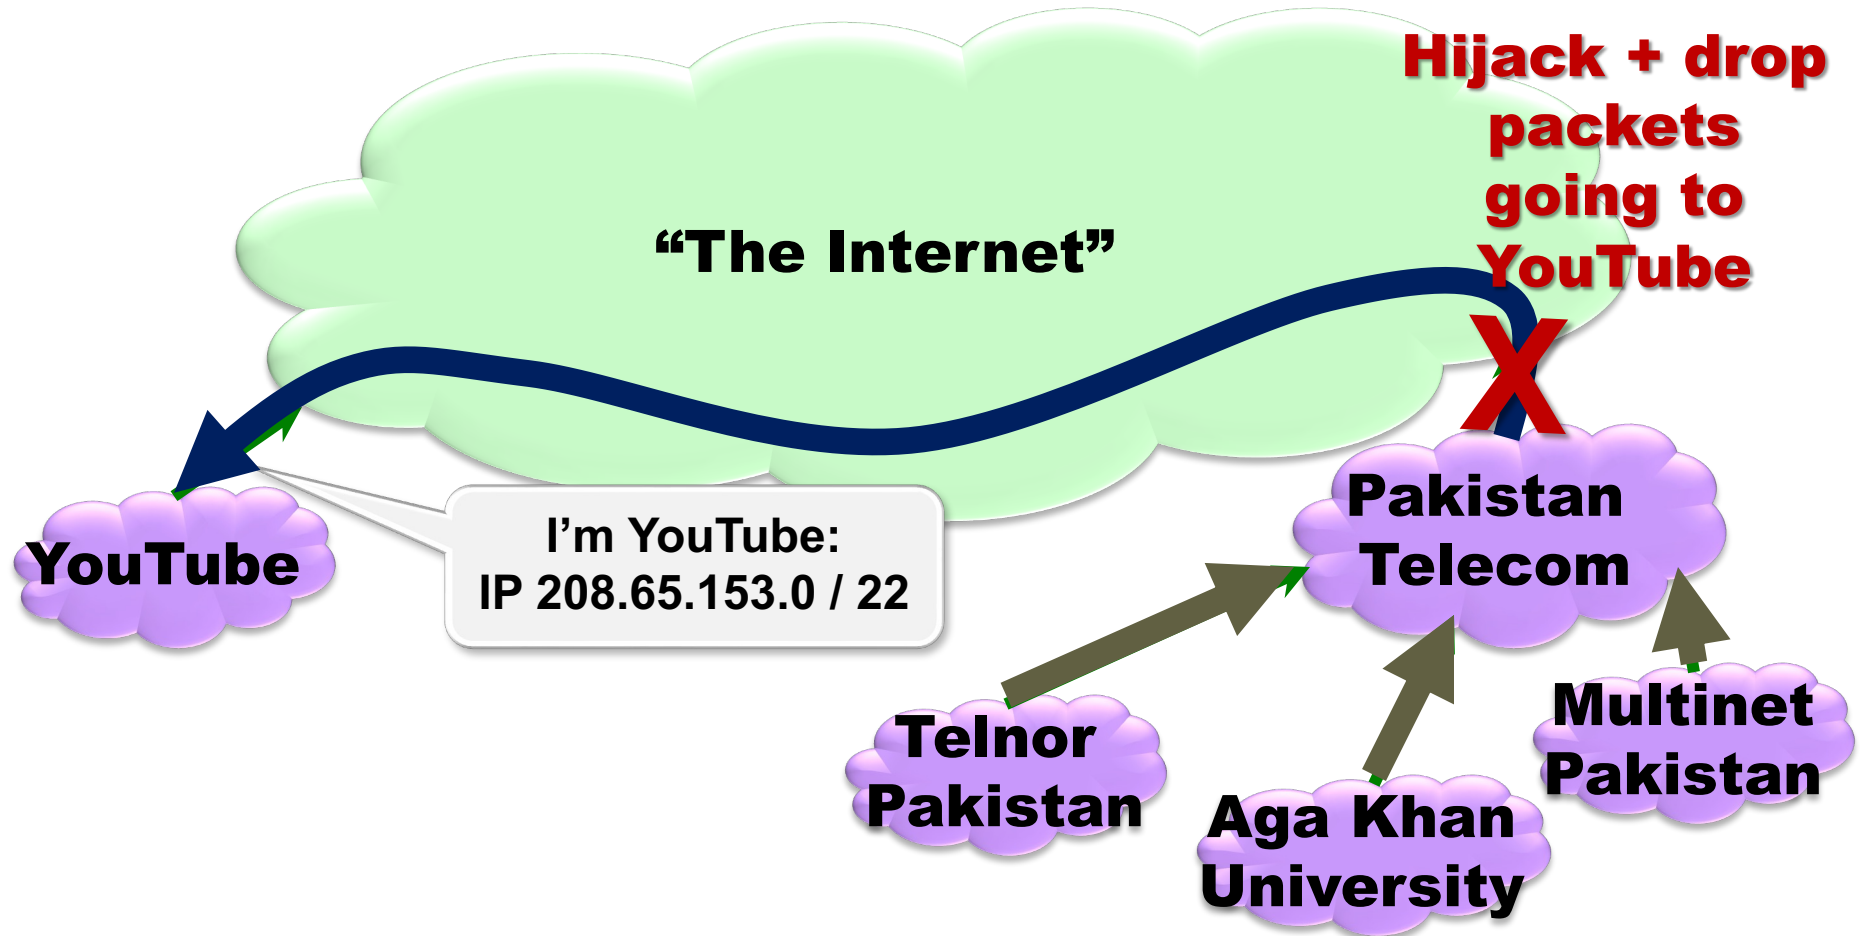 Hijack + drop
packets
going to
YouTube
“The Internet”
I’m YouTube:
IP 208.65.153.0 / 22
YouTube
Pakistan
Telecom
Telnor
Pakistan
Aga Khan
University
Multinet
Pakistan
X